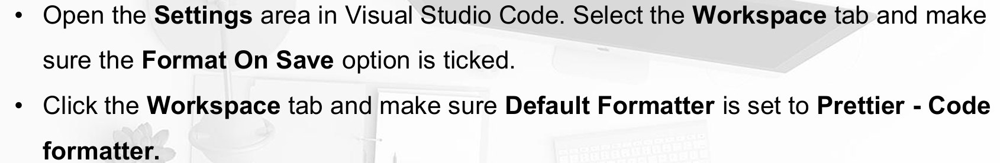 • Open the Settings area in Visual Studio Code. Select the Workspace tab and make
sure the Format On Save option is ticked.
• Click the Workspace tab and make sure Default Formatter is set to Prettier - Code
formatter.